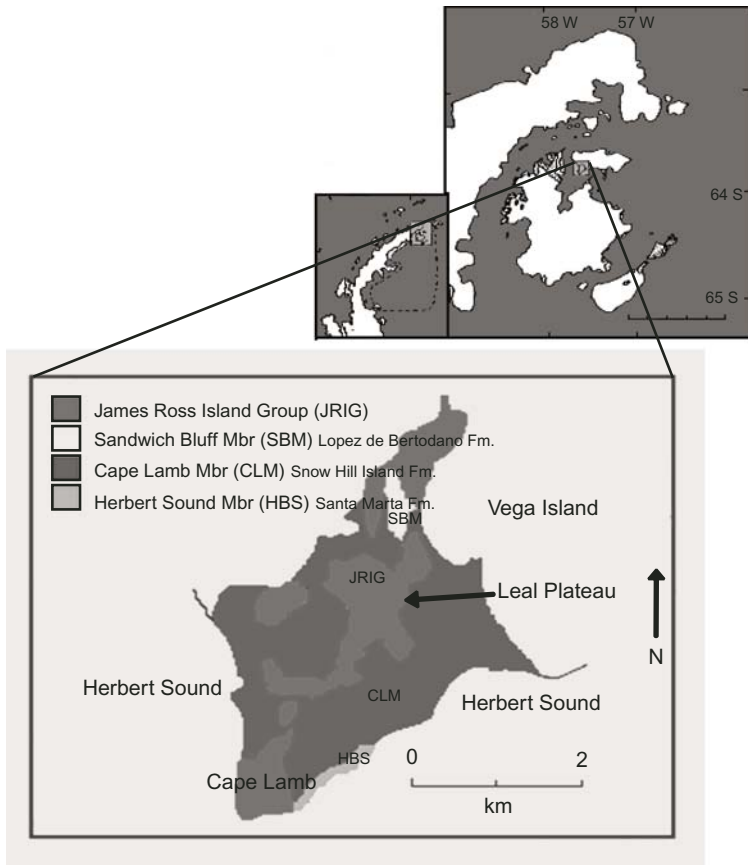 58 W 57 W
64 S
65 S
James Ross Island Group (JRIG)
Sandwich Bluff Mbr (SBM) Lopez de Bertodano Fm.
Cape Lamb Mbr (CLM) Snow Hill Island Fm.
Herbert Sound Mbr (HBS) Santa Marta Fm.
SBM
Vega Island
JRIG
Leal Plateau
N
Herbert Sound
CLM
Herbert Sound
HBS
0 2
Cape Lamb
km